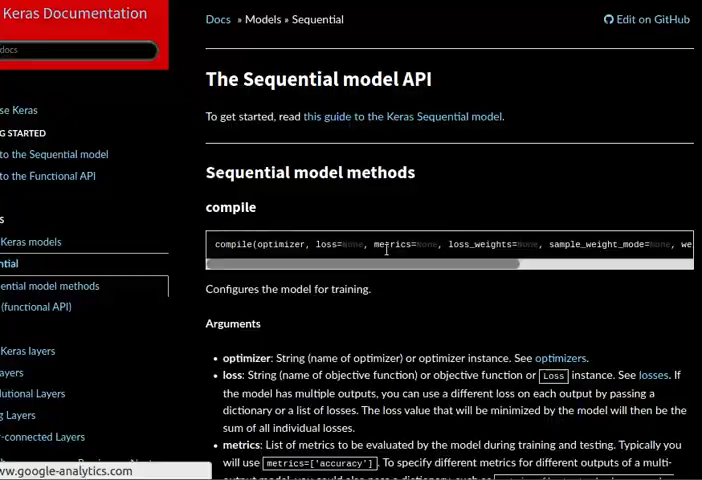 Keras Documentation
docs
se Keras
G STARTED
to the Sequential model
to the Functional API
S
Keras models
ntial
ential model methods
(functional API)
Keras layers
ayers
lutional Layers
g Layers
-connected Layers
ww.google-analytics.com
Docs » Models » Sequential
Edit on GitHub
The Sequential model API
To get started, read this guide to the Keras Sequential model.
Sequential model methods
compile
compile(optimizer, loss=None, metrics=None, loss_weights=None, sample_weight_mode=None, we
Configures the model for training.
Arguments
• optimizer: String (name of optimizer) or optimizer instance. See optimizers.
• loss: String (name of objective function) or objective function or Loss instance. See losses. If
the model has multiple outputs, you can use a different loss on each output by passing a
dictionary or a list of losses. The loss value that will be minimized by the model will then be the
sum of all individual losses.
• metrics: List of metrics to be evaluated by the model during training and testing. Typically you
will use metrics=['accuracy']. To specify different metrics for different outputs of a multi-